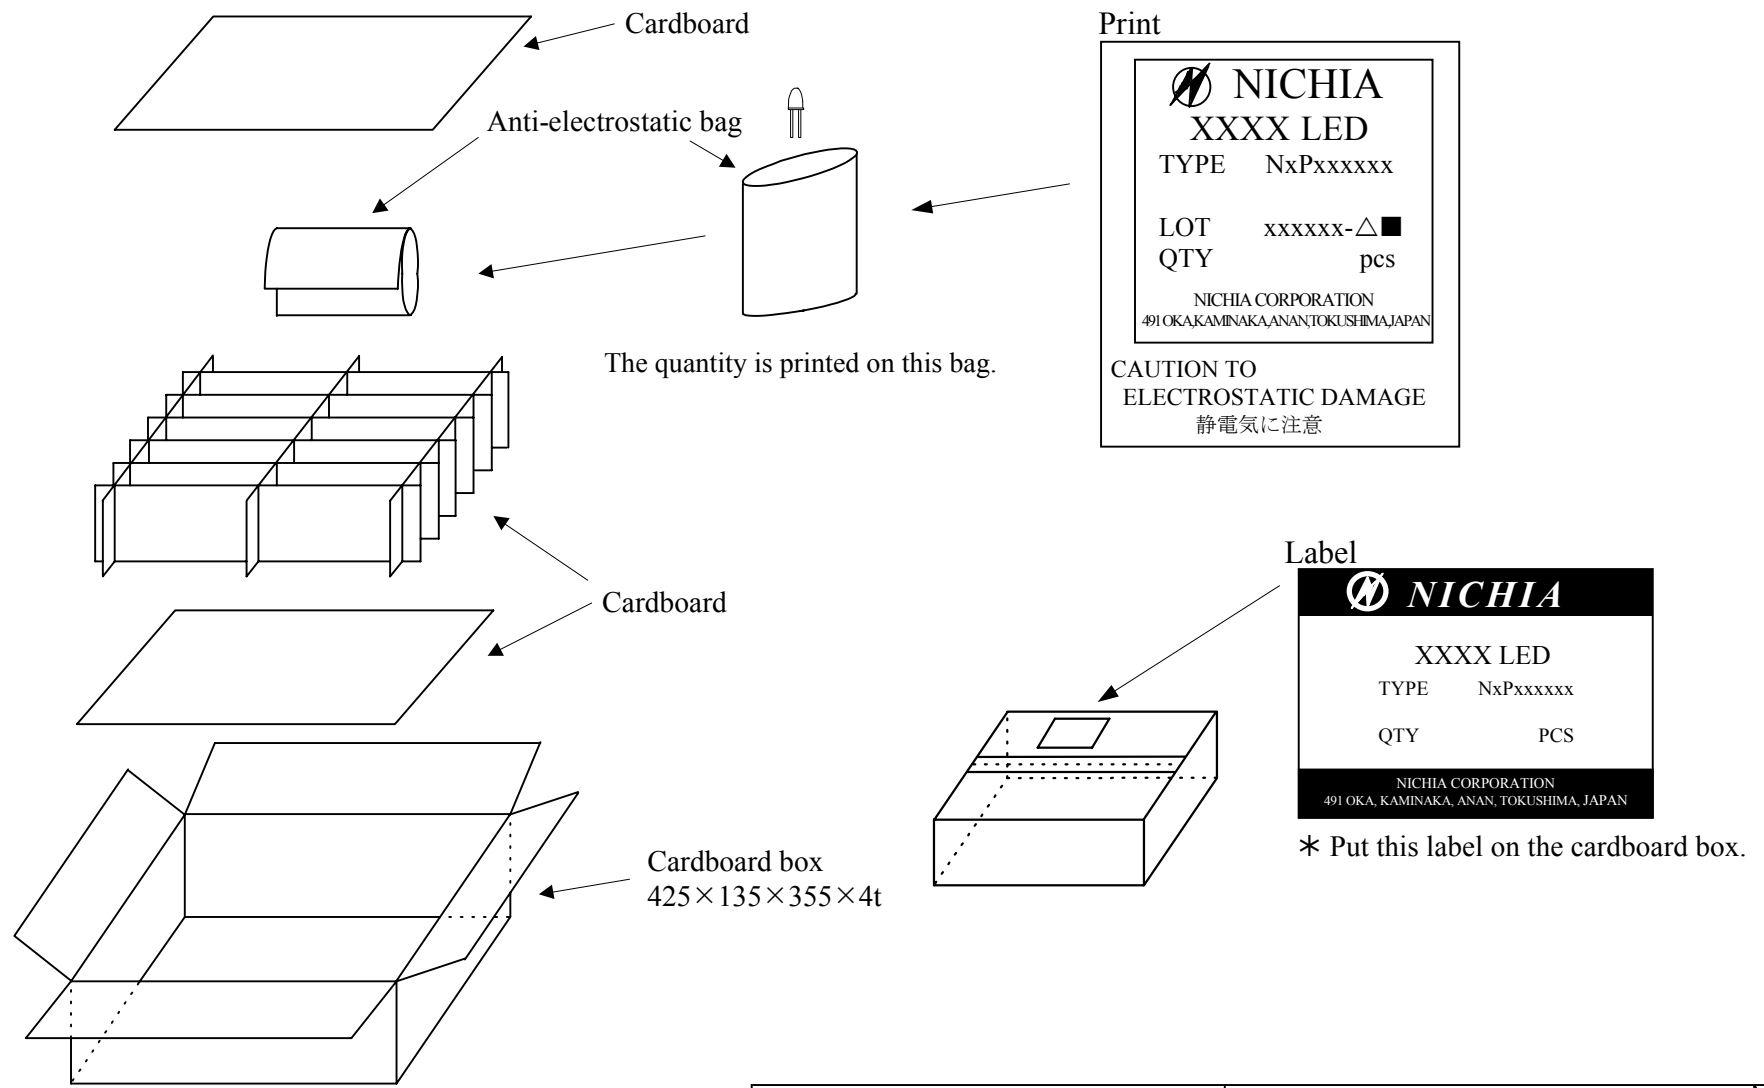 Cardboard
Anti-electrostatic bag
The quantity is printed on this bag.
Cardboard
Cardboard box
425×135×355×4t
Print
NICHIA
XXXX LED
TYPE NxPxxxxxx
LOT xxxxxx-△■
QTY pcs
NICHIA CORPORATION
491 OKA,KAMINAKA,ANAN,TOKUSHIMA,JAPAN
CAUTION TO
ELECTROSTATIC DAMAGE
静電気に注意
Label
NICHIA
XXXX LED
TYPE NxPxxxxxx
QTY PCS
NICHIA CORPORATION
491 OKA, KAMINAKA, ANAN, TOKUSHIMA, JAPAN
＊ Put this label on the cardboard box.